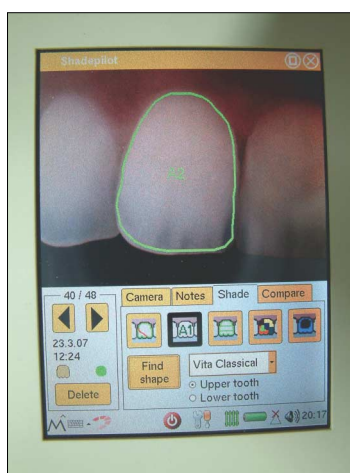 Shadepilot
A2
40 / 48
Camera Notes Shade Compare
A1
23.3.07
12:24
Find
shape
Vita Classical
Upper tooth
Lower tooth
Delete
20:17